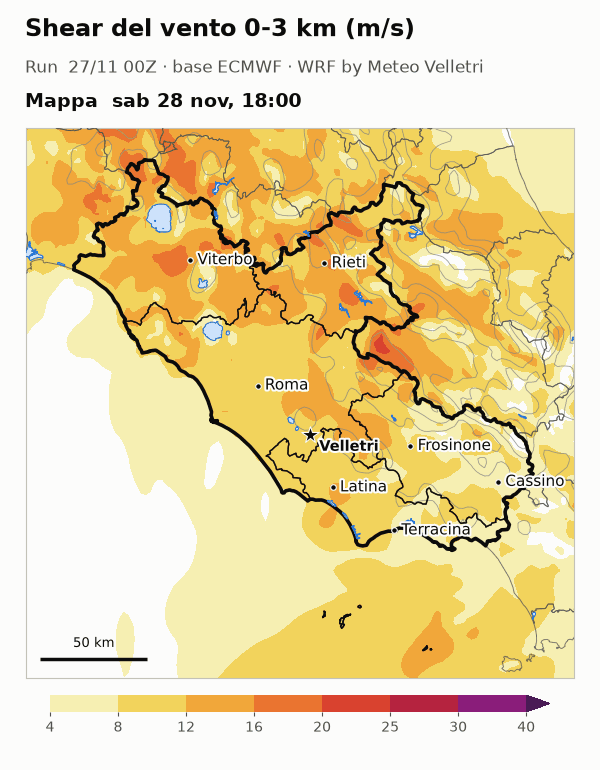 Shear del vento 0-3 km (m/s)
Run  27/11 00Z · base ECMWF · WRF by Meteo Velletri
Mappa  sab 28 nov, 18:00
Viterbo
Rieti
Roma
Velletri
Frosinone
Latina
Cassino
Terracina
50 km
4 8 12 16 20 25 30 40